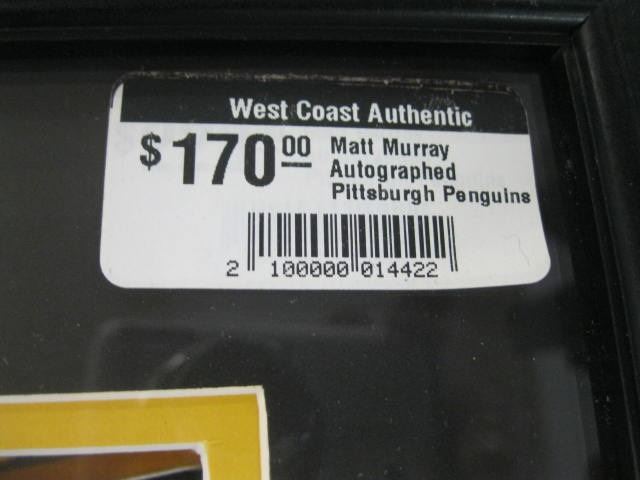 West Coast Authentic
$170 00 Matt Murray
Autographed
Pittsburgh Penguins
2 100000 014422